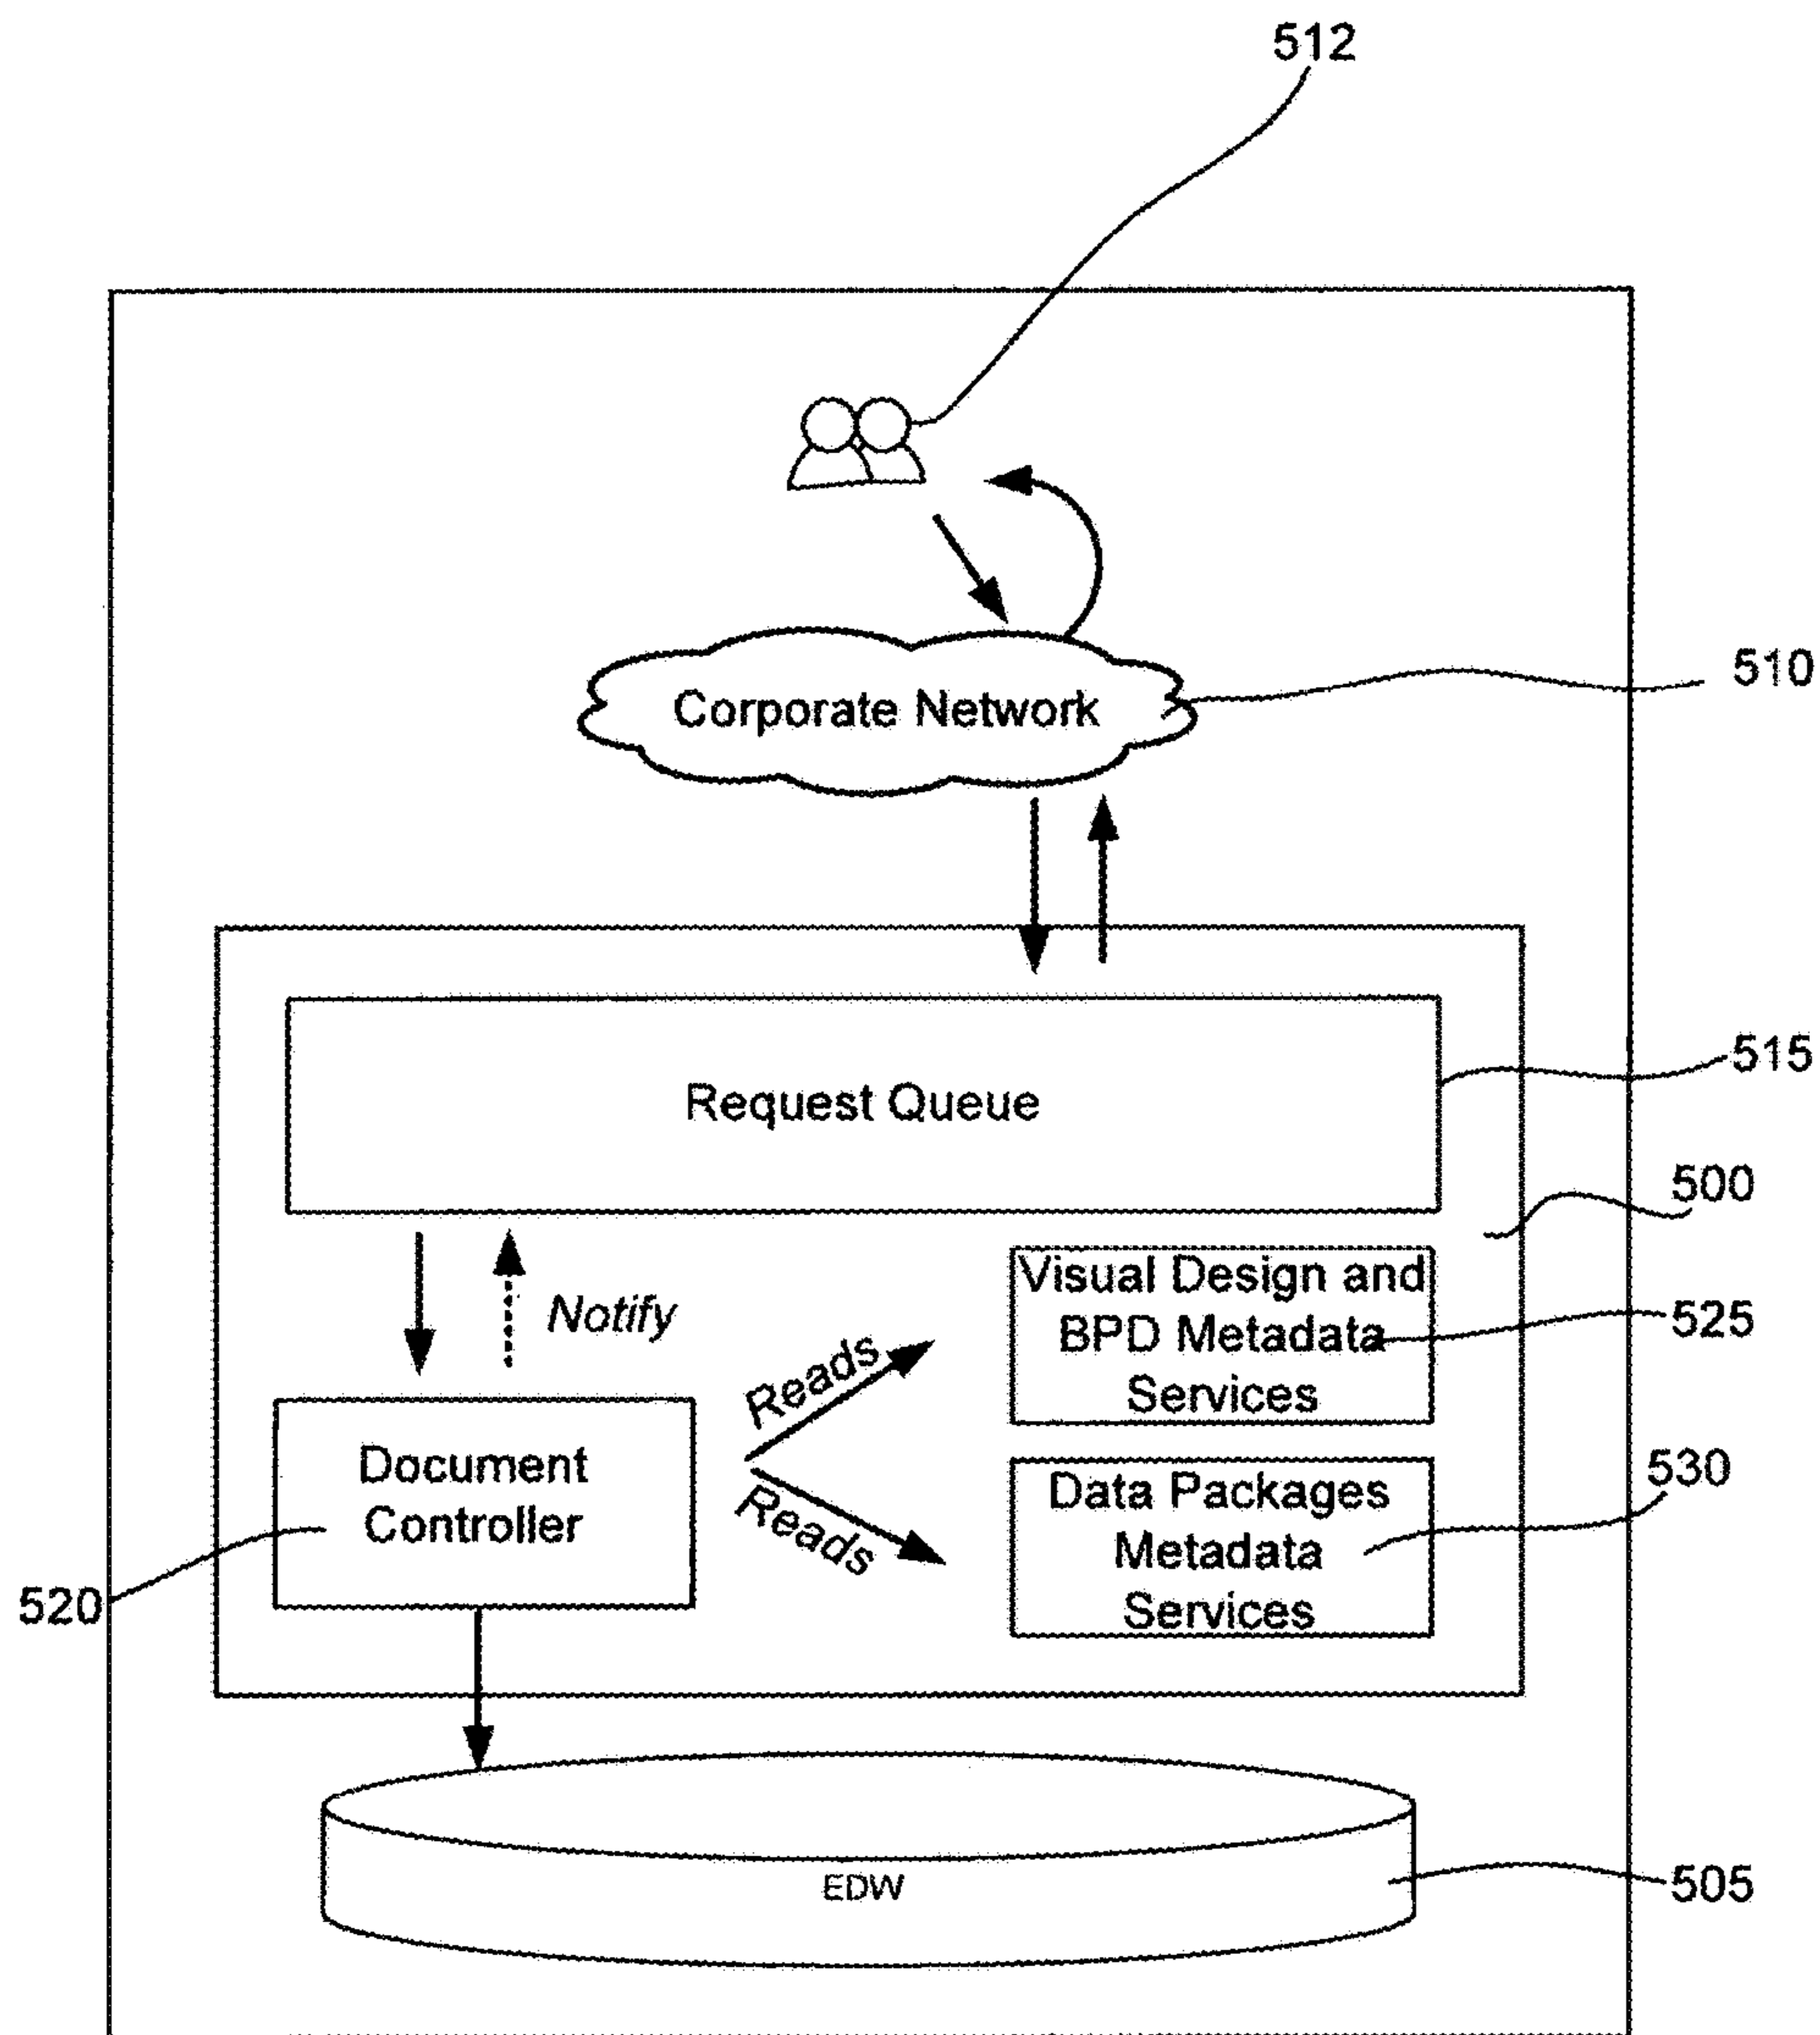 512
510
Corporate Network
515
Request Queue
500
Notify
Visual Design and
BPD Metadata
Services
525
Reads
Reads
Document
Controller
520
Data Packages
Metadata
Services
530
EDW
505